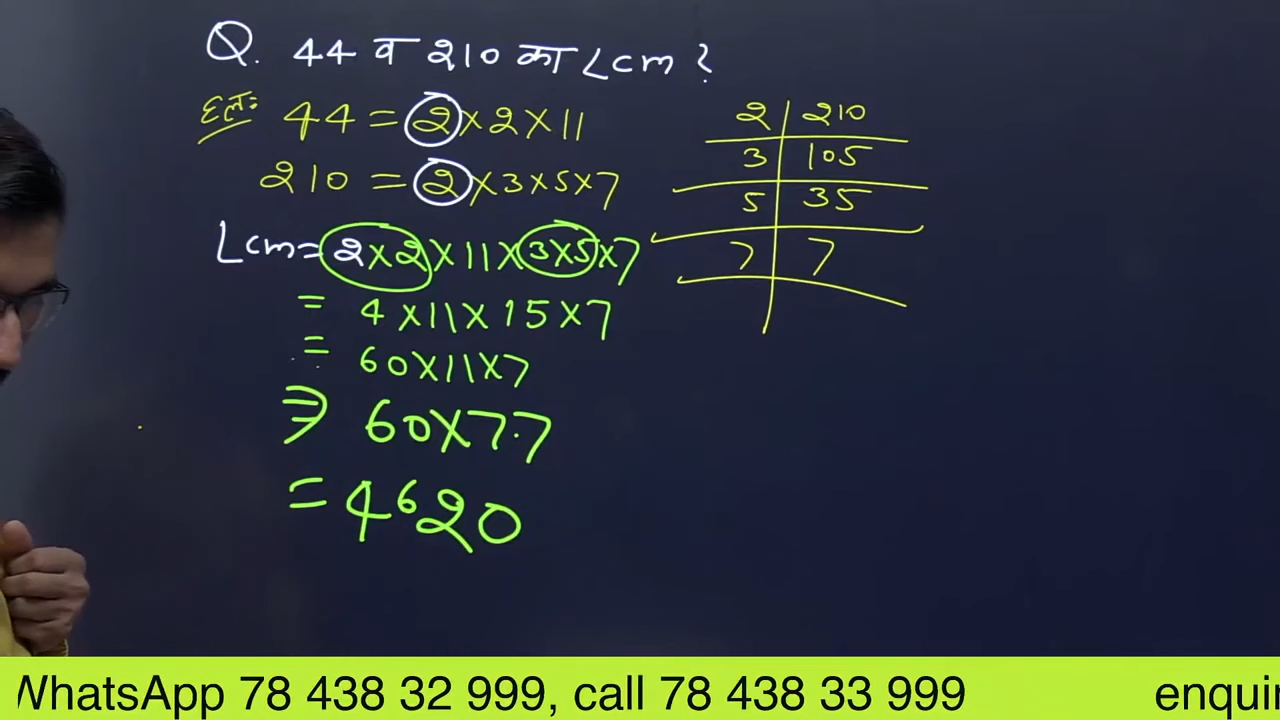 Q. 44 व 210 का Lcm ?
हल:
44 = 2×2×11
210 = 2×3×5×7
Lcm = 2×2×11×3×5×7
= 4×11×15×7
= 60×11×7
⇒ 60×77
= 4620
2 | 210
3 | 105
5 | 35
7 | 7
WhatsApp 78 438 32 999, call 78 438 33 999 enquir